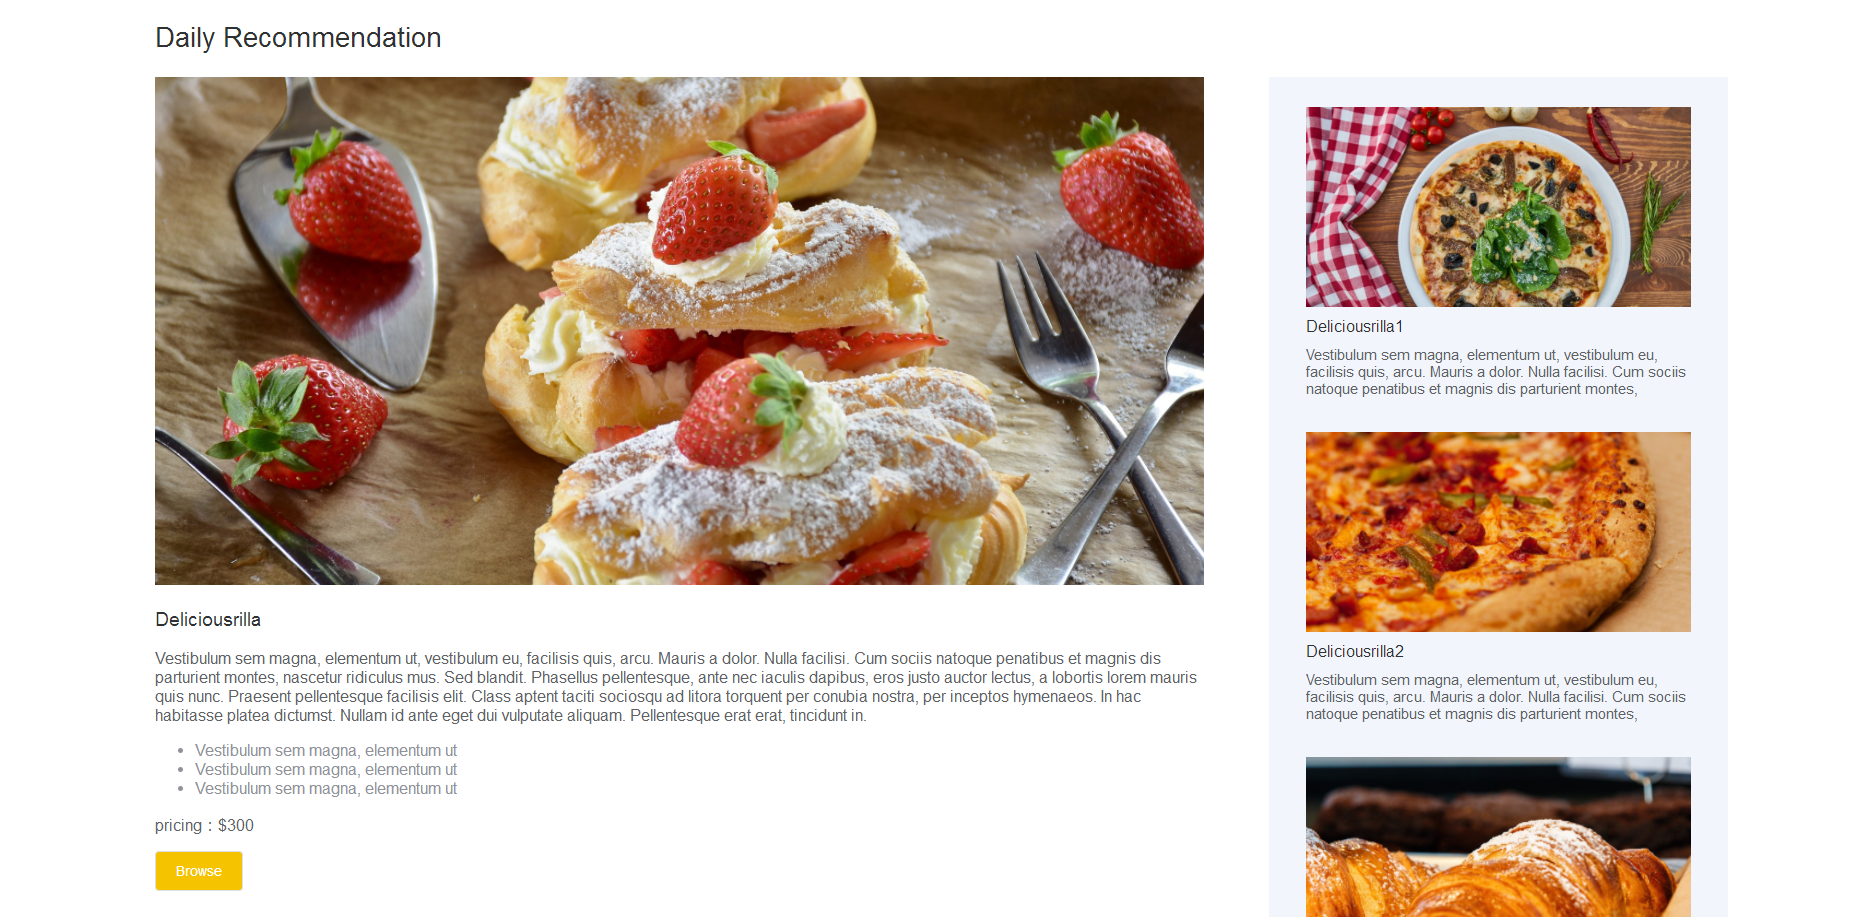 Daily Recommendation
Deliciousrilla
Vestibulum sem magna, elementum ut, vestibulum eu, facilisis quis, arcu. Mauris a dolor. Nulla facilisi. Cum sociis natoque penatibus et magnis dis
parturient montes, nascetur ridiculus mus. Sed blandit. Phasellus pellentesque, ante nec iaculis dapibus, eros justo auctor lectus, a lobortis lorem mauris
quis nunc. Praesent pellentesque facilisis elit. Class aptent taciti sociosqu ad litora torquent per conubia nostra, per inceptos hymenaeos. In hac
habitasse platea dictumst. Nullam id ante eget dui vulputate aliquam. Pellentesque erat erat, tincidunt in.
• Vestibulum sem magna, elementum ut
• Vestibulum sem magna, elementum ut
• Vestibulum sem magna, elementum ut
pricing：$300
Browse
Deliciousrilla1
Vestibulum sem magna, elementum ut, vestibulum eu,
facilisis quis, arcu. Mauris a dolor. Nulla facilisi. Cum sociis
natoque penatibus et magnis dis parturient montes,
Deliciousrilla2
Vestibulum sem magna, elementum ut, vestibulum eu,
facilisis quis, arcu. Mauris a dolor. Nulla facilisi. Cum sociis
natoque penatibus et magnis dis parturient montes,